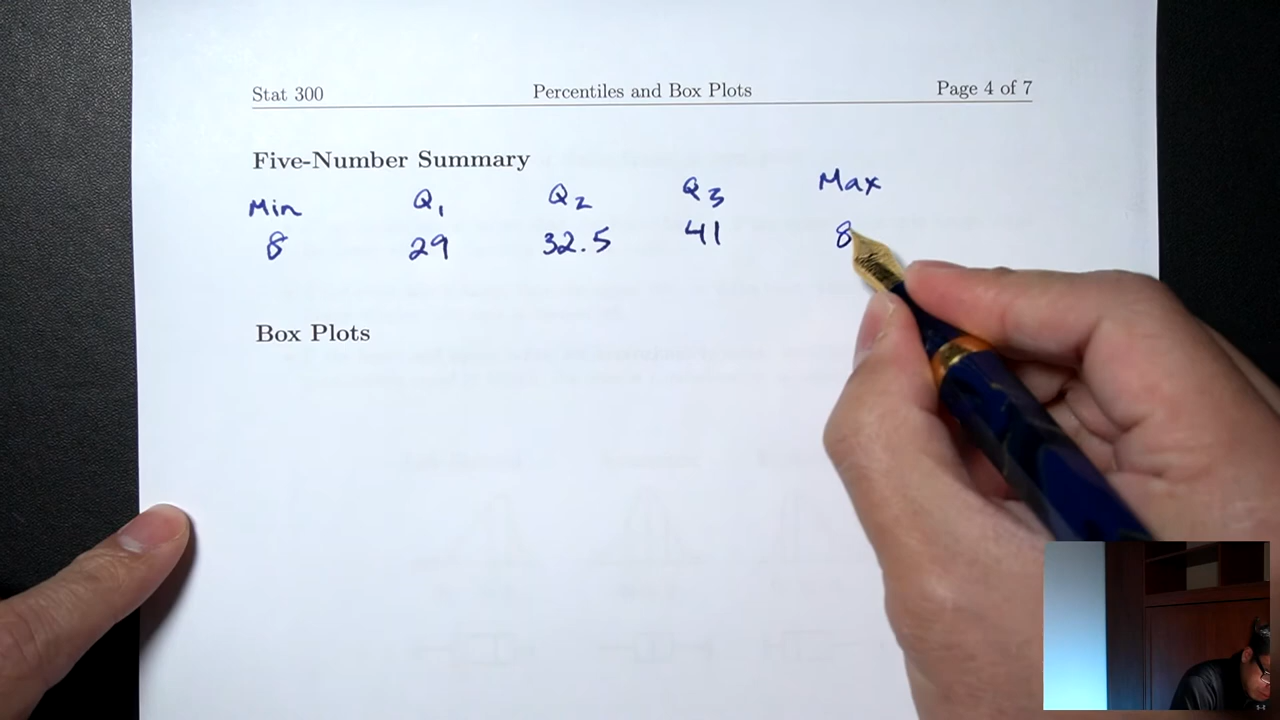 Stat 300 Percentiles and Box Plots Page 4 of 7
Five-Number Summary
Min Q₁ Q₂ Q₃ Max
8 29 32.5 41 8
Box Plots